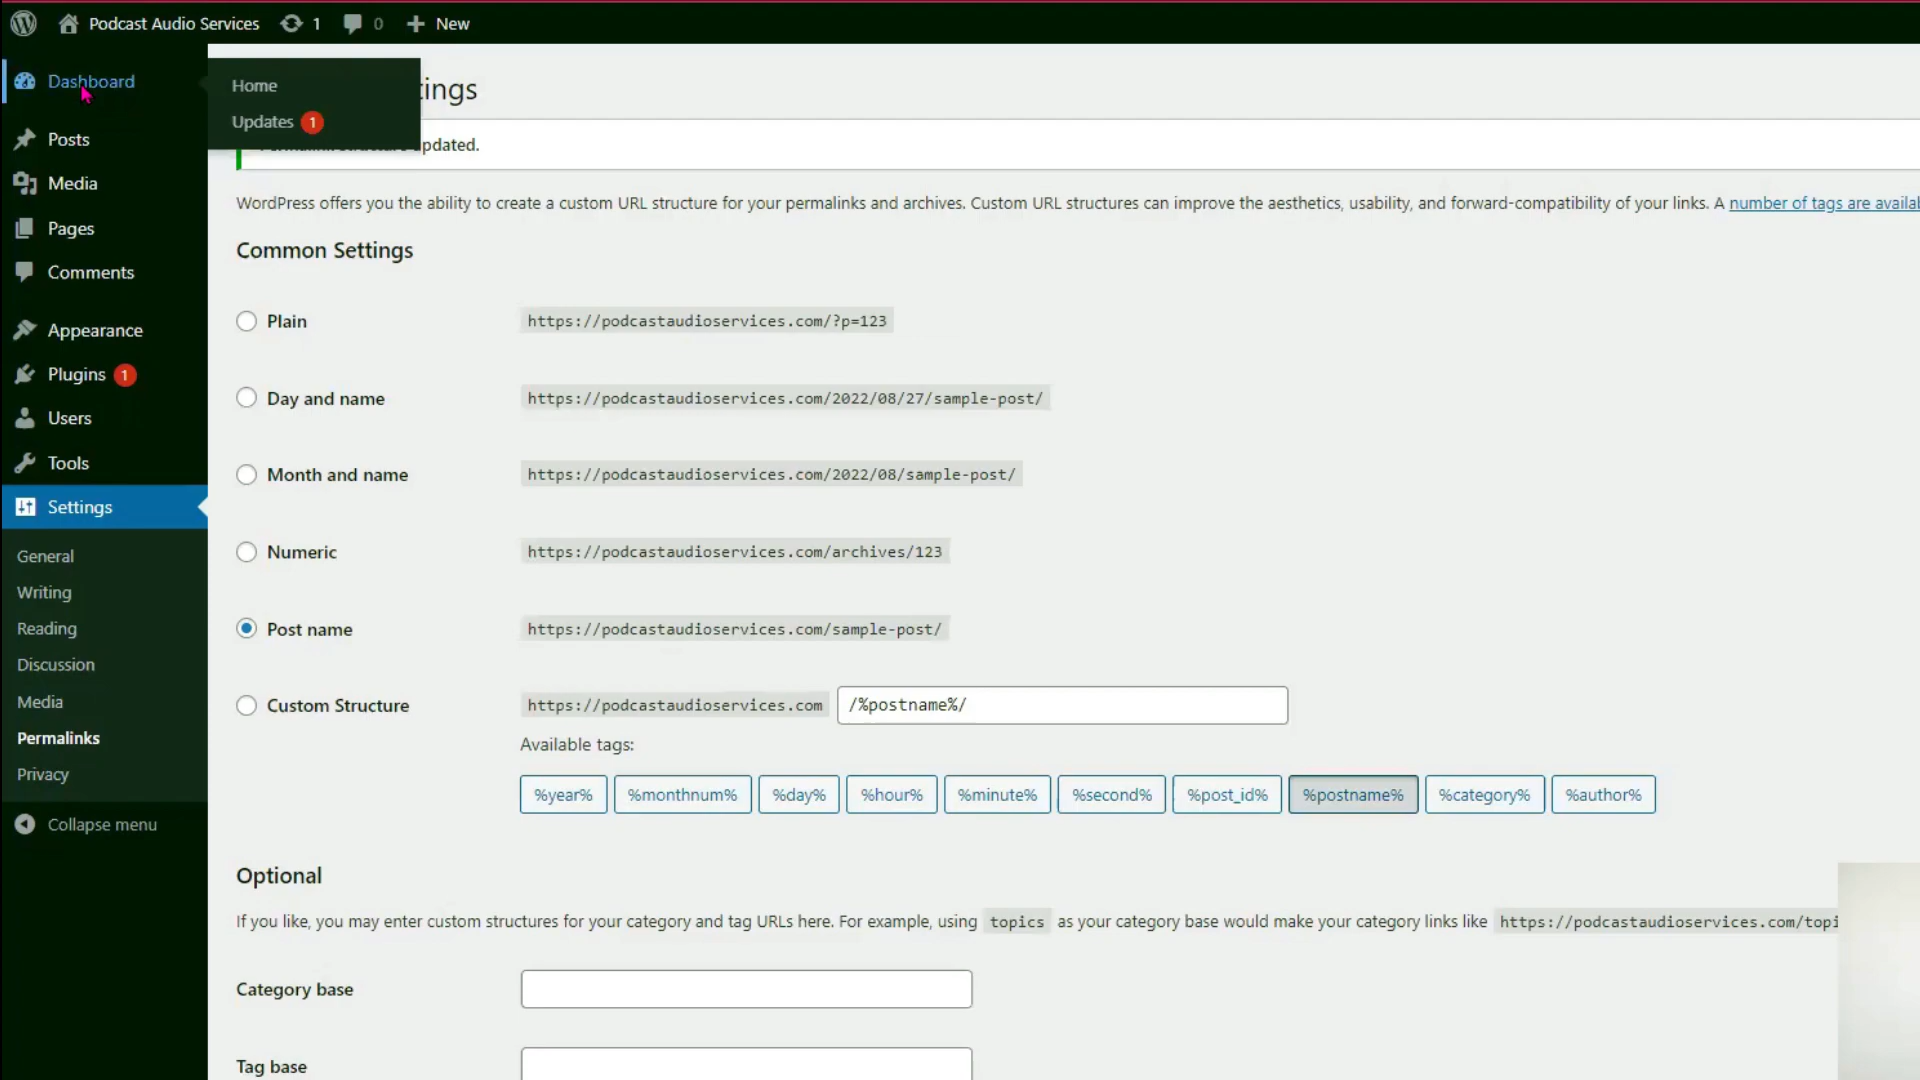 Podcast Audio Services 1 0 New
Dashboard
Home
Updates 1
tings
Posts
pdated.
Media
WordPress offers you the ability to create a custom URL structure for your permalinks and archives. Custom URL structures can improve the aesthetics, usability, and forward-compatibility of your links. A number of tags are availab
Pages
Common Settings
Comments
Plain https://podcastaudioservices.com/?p=123
Appearance
Plugins 1
Day and name https://podcastaudioservices.com/2022/08/27/sample-post/
Users
Tools
Month and name https://podcastaudioservices.com/2022/08/sample-post/
Settings
General
Numeric https://podcastaudioservices.com/archives/123
Writing
Reading
Post name https://podcastaudioservices.com/sample-post/
Discussion
Media
Custom Structure https://podcastaudioservices.com /%postname%/
Permalinks
Available tags:
Privacy
%year% %monthnum% %day% %hour% %minute% %second% %post_id% %postname% %category% %author%
Collapse menu
Optional
If you like, you may enter custom structures for your category and tag URLs here. For example, using topics as your category base would make your category links like https://podcastaudioservices.com/topi
Category base
Tag base